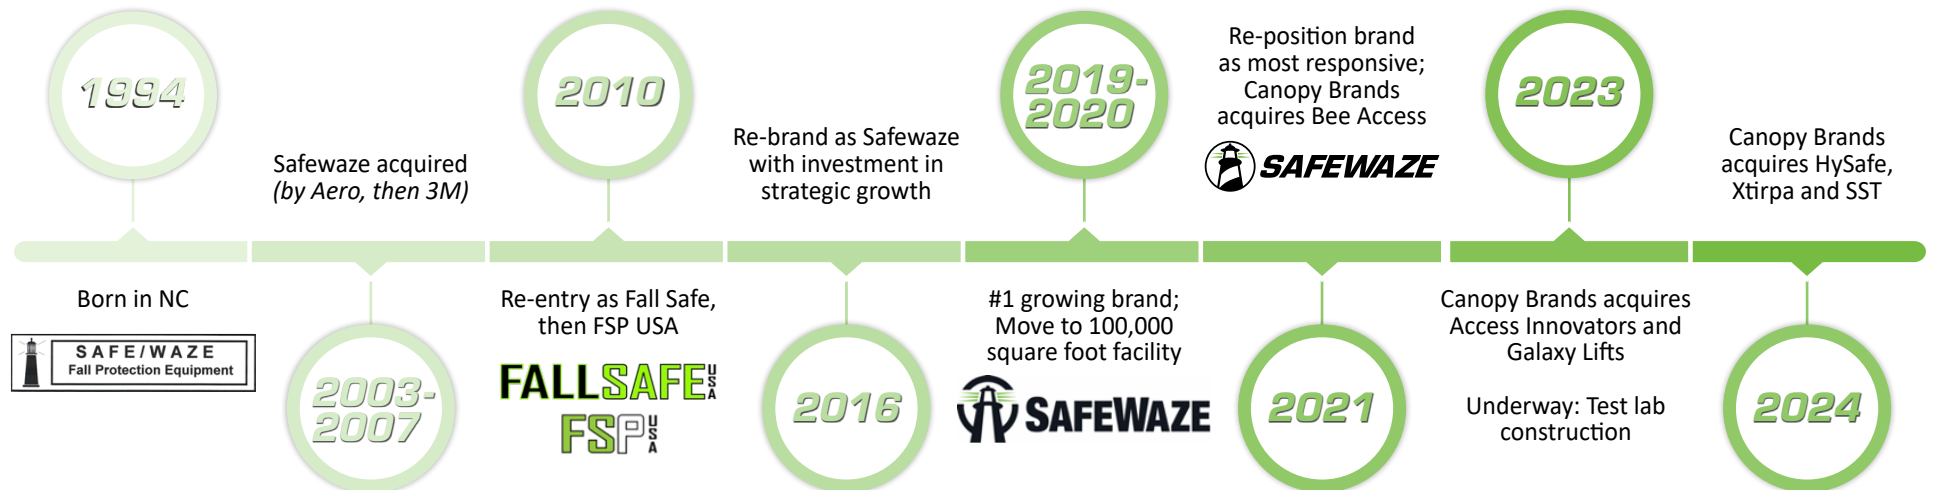 1994
Born in NC
SAFE/WAZE
Fall Protection Equipment
Safewaze acquired
(by Aero, then 3M)
2003-
2007
2010
Re-entry as Fall Safe,
then FSP USA
FALLSAFE USA
FSP USA
Re-brand as Safewaze
with investment in
strategic growth
2016
2019-
2020
#1 growing brand;
Move to 100,000
square foot facility
SAFEWAZE
Re-position brand
as most responsive;
Canopy Brands
acquires Bee Access
SAFEWAZE
2021
2023
Canopy Brands acquires
Access Innovators and
Galaxy Lifts
Underway: Test lab
construction
Canopy Brands
acquires HySafe,
Xtirpa and SST
2024